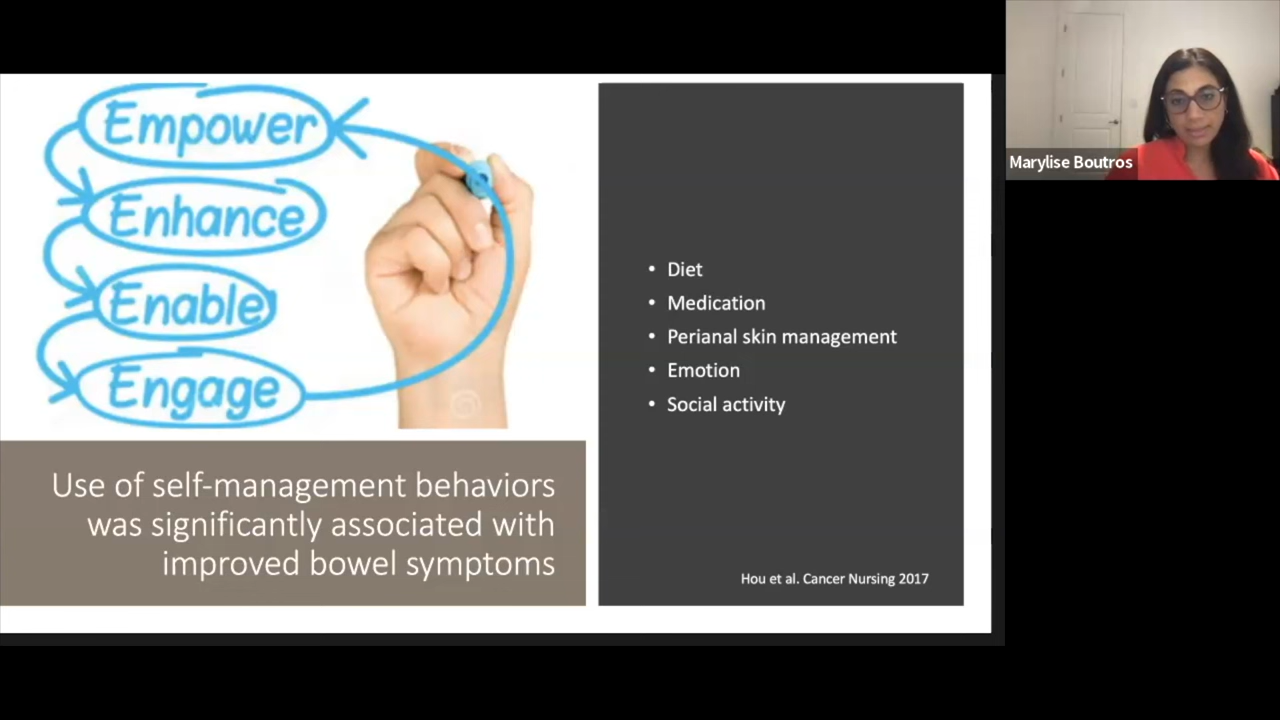 Empower
Enhance
Enable
Engage
Use of self-management behaviors
was significantly associated with
improved bowel symptoms
• Diet
• Medication
• Perianal skin management
• Emotion
• Social activity
Hou et al. Cancer Nursing 2017
Marylise Boutros